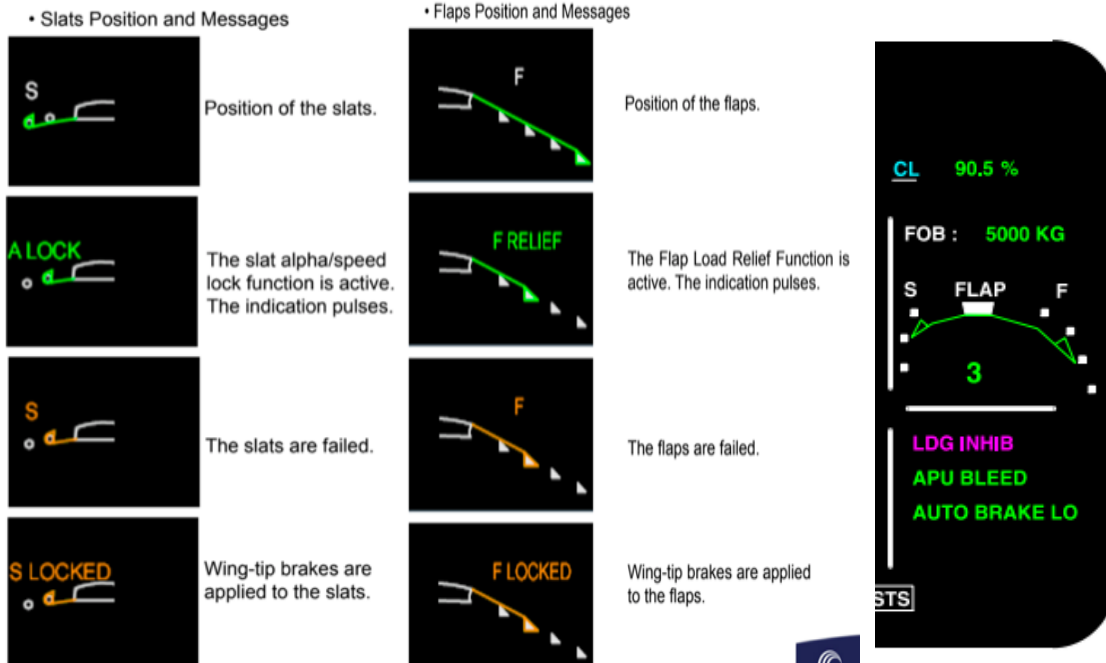 • Slats Position and Messages
S
Position of the slats.
A LOCK
The slat alpha/speed
lock function is active.
The indication pulses.
S
The slats are failed.
S LOCKED
Wing-tip brakes are
applied to the slats.
• Flaps Position and Messages
F
Position of the flaps.
F RELIEF
The Flap Load Relief Function is
active. The indication pulses.
F
The flaps are failed.
F LOCKED
Wing-tip brakes are applied
to the flaps.
CL 90.5 %
FOB : 5000 KG
S FLAP F
3
LDG INHIB
APU BLEED
AUTO BRAKE LO
STS